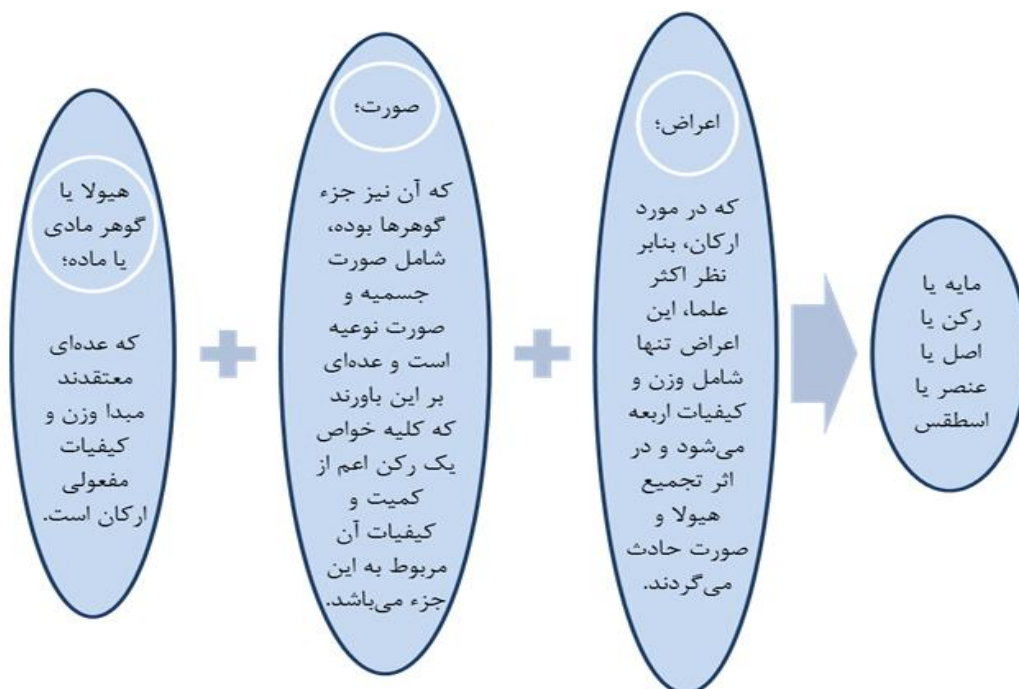 هیولا یا
گوهر مادی
یا ماده؛
که عده‌ای
معتقدند
مبدا وزن و
کیفیات
مفعولی
ارکان است.
صورت؛
که آن نیز جزء
گوهرها بوده،
شامل صورت
جسمیه و
صورت نوعیه
است و عده‌ای
بر این باورند
که کلیه خواص
یک رکن اعم از
کمیت و
کیفیات آن
مربوط به این
جزء می‌باشد.
اعراض؛
که در مورد
ارکان، بنابر
نظر اکثر
علما، این
اعراض تنها
شامل وزن و
کیفیات اربعه
می‌شود و در
اثر تجمیع
هیولا و
صورت حادث
می‌گردند.
مایه یا
رکن یا
اصل یا
عنصر یا
اسطقس